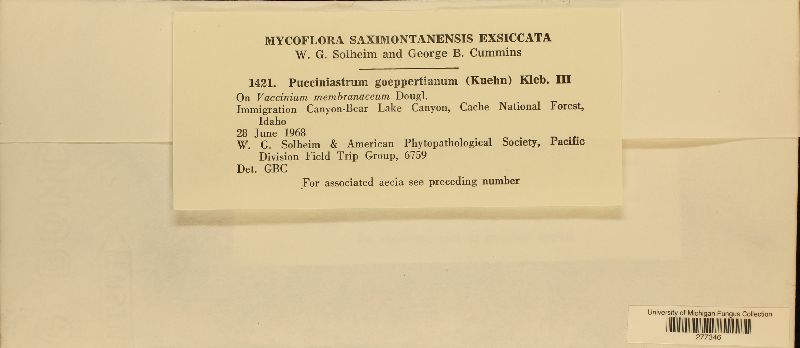 MYCOFLORA SAXIMONTANENSIS EXSICCATA
W. G. Solheim and George B. Cummins
1421. Pucciniastrum goeppertianum (Kuehn) Kleb. III
On Vaccinium membranaceum Dougl.
Immigration Canyon-Bear Lake Canyon, Cache National Forest,
Idaho
28 June 1968
W. G. Solheim & American Phytopathological Society, Pacific
Division Field Trip Group, 6759
Det. GBC
For associated aecia see preceding number
University of Michigan Fungus Collection
277346